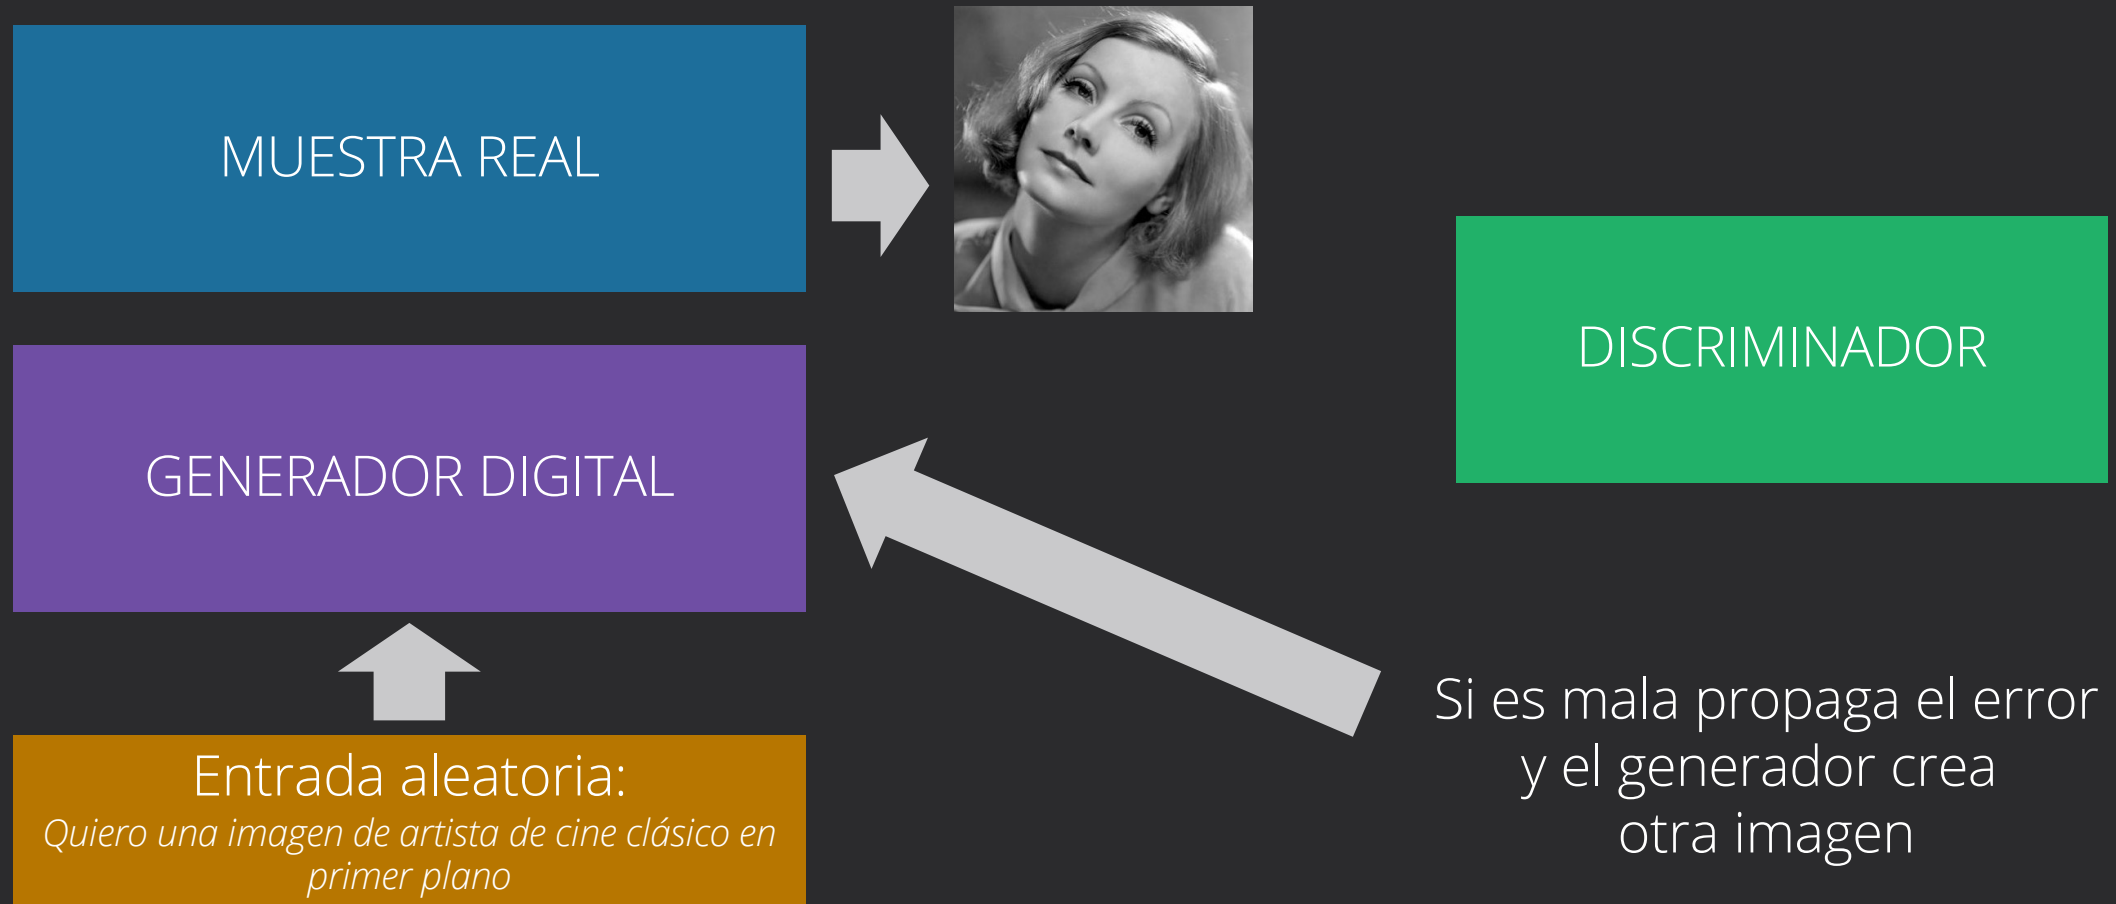 MUESTRA REAL
GENERADOR DIGITAL
DISCRIMINADOR
Entrada aleatoria:
Quiero una imagen de artista de cine clásico en
primer plano
Si es mala propaga el error
y el generador crea
otra imagen